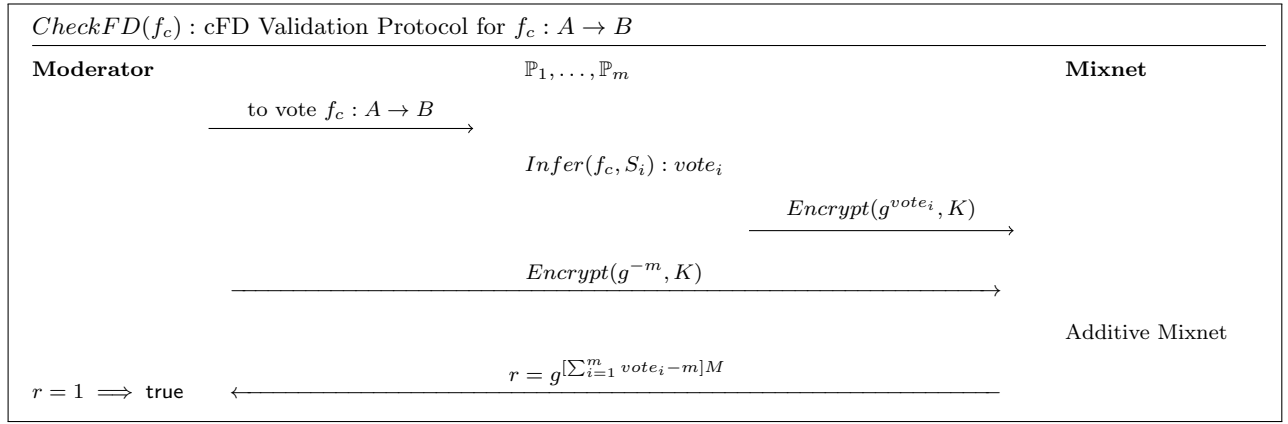 CheckFD(f_c) : cFD Validation Protocol for f_c : A → B
Moderator ℙ_1, . . . , ℙ_m Mixnet
to vote f_c : A → B
Infer(f_c, S_i) : vote_i
Encrypt(g^{vote_i}, K)
Encrypt(g^{-m}, K)
Additive Mixnet
r = g^{[∑_{i=1}^{m} vote_i - m]M}
r = 1 ⟹ true